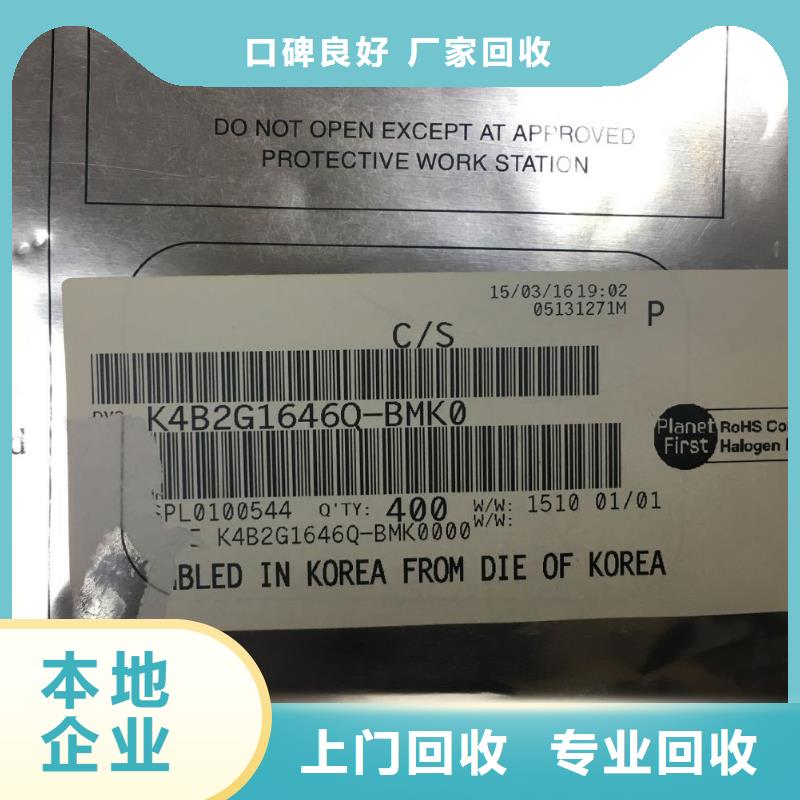 口碑良好 厂家回收
DO NOT OPEN EXCEPT AT APPROVED
PROTECTIVE WORK STATION
15/03/16 19:02
05131271M P
C/S
K4B2G1646Q-BMK0
Planet First
RoHS Co
Halogen
PL0100544 Q'TY: 400 W/W: 1510 01/01
W/W:
K4B2G1646Q-BMK0000
BLED IN KOREA FROM DIE OF KOREA
d
本地
企业
上门回收 专业回收